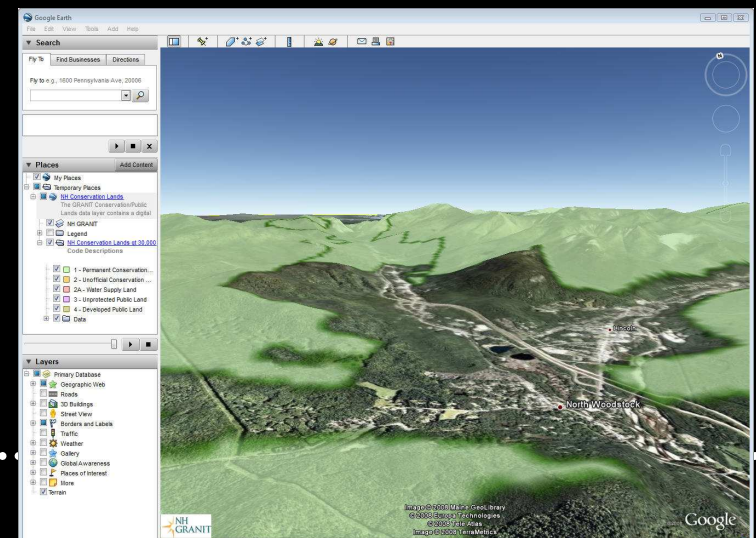 Google Earth
File Edit View Tools Add Help
Search
Fly To Find Businesses Directions
Fly to e.g., 1600 Pennsylvania Ave, 20006
Places Add Content
My Places
Temporary Places
NH Conservation Lands
The GRANIT Conservation/Public
Lands data layer contains a digital
NH GRANIT
Legend
NH Conservation Lands at 30,000
Code Descriptions
1 - Permanent Conservation...
2 - Unofficial Conservation ...
2A - Water Supply Land
3 - Unprotected Public Land
4 - Developed Public Land
Data
Layers
Primary Database
Geographic Web
Roads
3D Buildings
Street View
Borders and Labels
Traffic
Weather
Gallery
Global Awareness
Places of Interest
More
Terrain
N
Lincoln
North Woodstock
Image © 2008 Maine GeoLibrary
© 2008 Europa Technologies
© 2008 Tele Atlas
Image © 2008 TerraMetrics
NH
GRANIT
Google